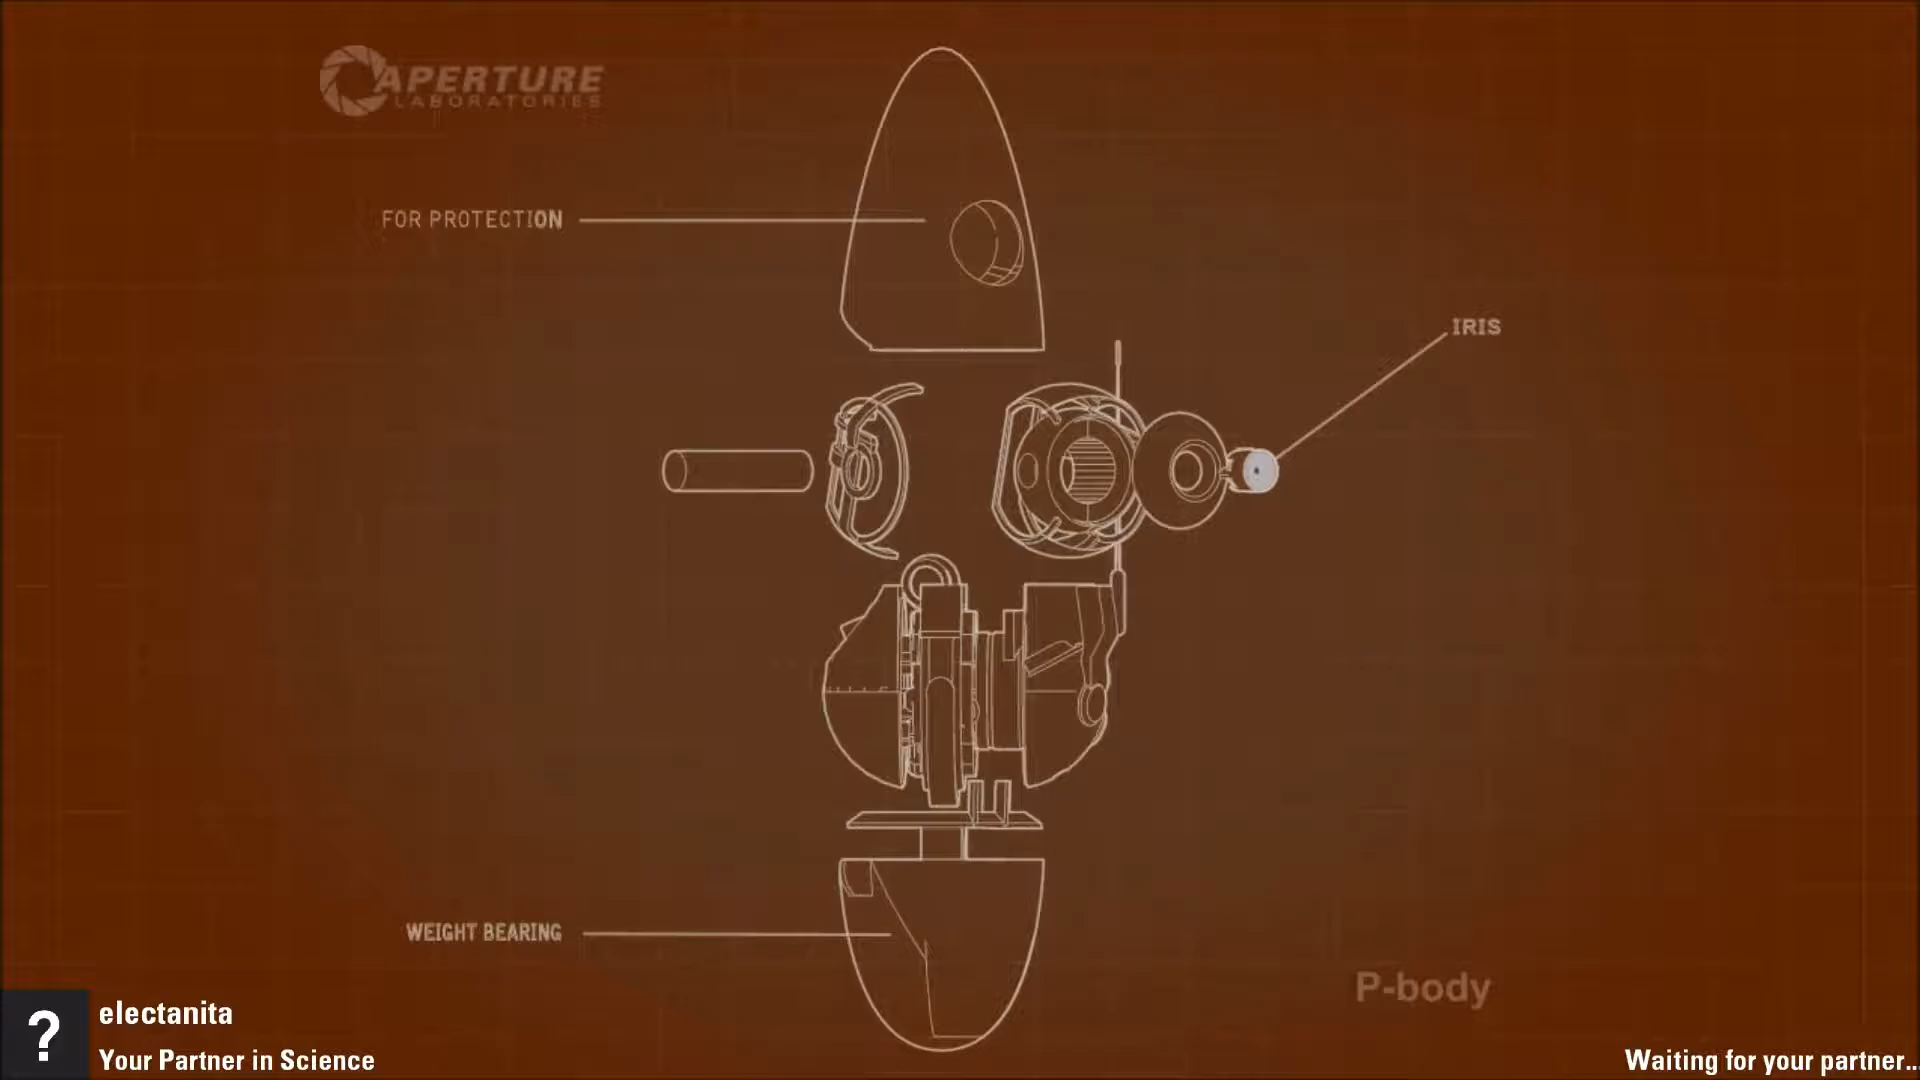 APERTURE
LABORATORIES
FOR PROTECTION
IRIS
WEIGHT BEARING
P-body
?
electanita
Your Partner in Science
Waiting for your partner...